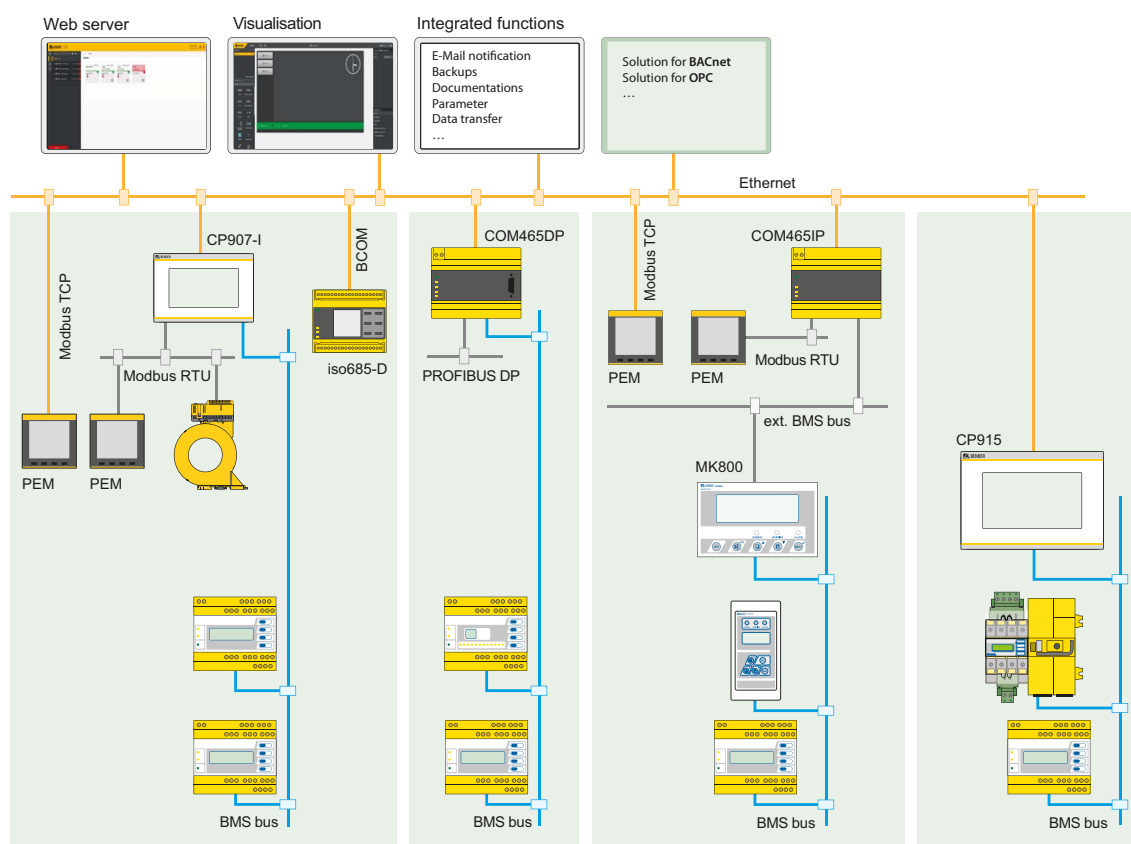 Web server
Visualisation
Integrated functions
E-Mail notification
Backups
Documentations
Parameter
Data transfer
...
Solution for BACnet
Solution for OPC
...
Ethernet
Modbus TCP
CP907-I
BENDER
BCOM
iso685-D
Modbus RTU
PEM
PEM
BMS bus
COM465DP
PROFIBUS DP
BMS bus
Modbus TCP
COM465IP
PEM
PEM
Modbus RTU
ext. BMS bus
MK800
BMS bus
CP915
BENDER
BMS bus